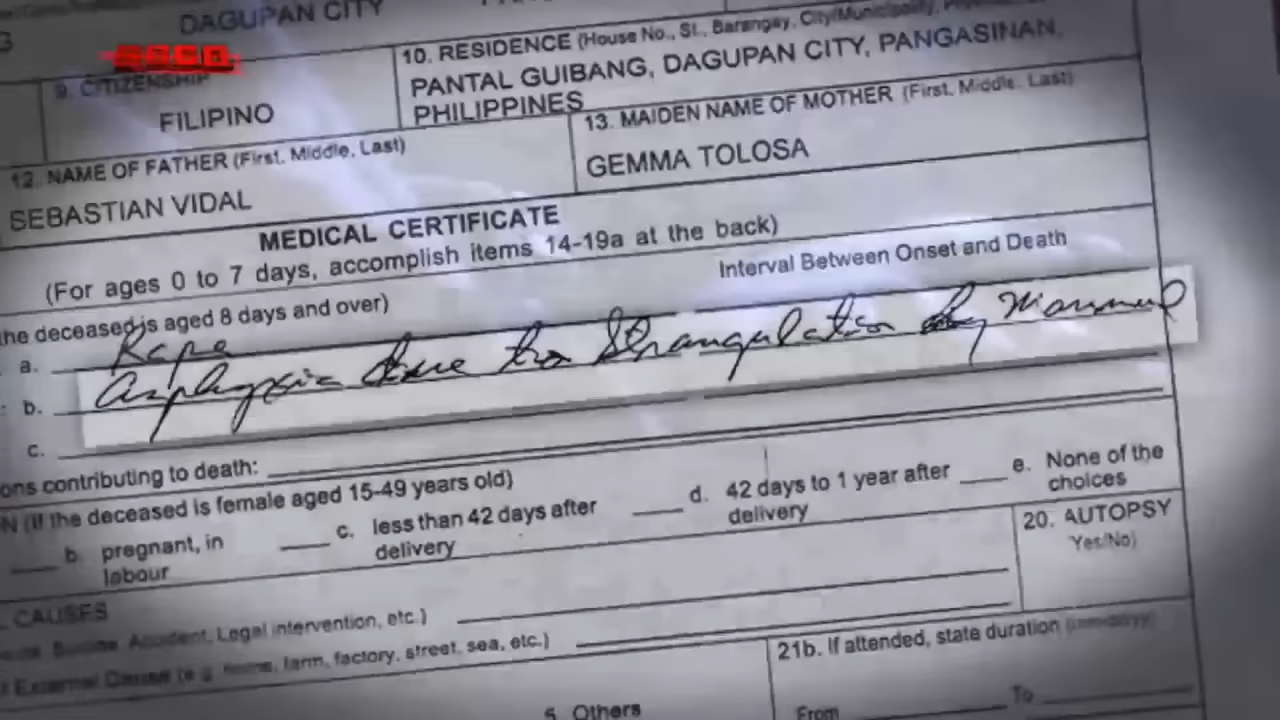 DAGUPAN CITY
9. CITIZENSHIP
FILIPINO
10. RESIDENCE (House No., St., Barangay, City/Municipality,
PANTAL GUIBANG, DAGUPAN CITY, PANGASINAN,
PHILIPPINES
12. NAME OF FATHER (First, Middle, Last)
SEBASTIAN VIDAL
13. MAIDEN NAME OF MOTHER (First, Middle, Last)
GEMMA TOLOSA
MEDICAL CERTIFICATE
(For ages 0 to 7 days, accomplish items 14-19a at the back)
the deceased is aged 8 days and over)
Interval Between Onset and Death
a. Rape
b. Asphyxia due to Strangulation by Manual
c.
ons contributing to death:
N (If the deceased is female aged 15-49 years old)
b. pregnant, in
labour
c. less than 42 days after
delivery
d. 42 days to 1 year after
delivery
e. None of the
choices
20. AUTOPSY
Yes/No)
CAUSES
Suicide, Accident, Legal intervention, etc.)
External Cause (e.g. home, farm, factory, street, sea, etc.)
21b. If attended, state duration
5. Others
From
To